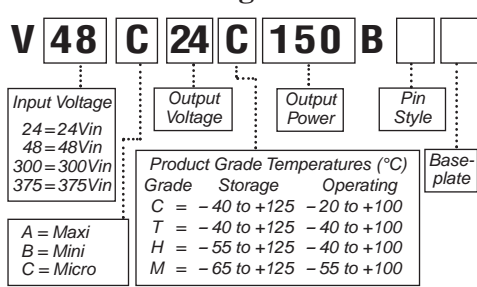 V 48 C 24 C 150 B
Input Voltage
24=24Vin
48=48Vin
300=300Vin
375=375Vin
Output
Voltage
Output
Power
Pin
Style
Base-
plate
Product Grade Temperatures (°C)
Grade Storage Operating
C = – 40 to +125 – 20 to +100
T = – 40 to +125 – 40 to +100
H = – 55 to +125 – 40 to +100
M = – 65 to +125 – 55 to +100
A = Maxi
B = Mini
C = Micro